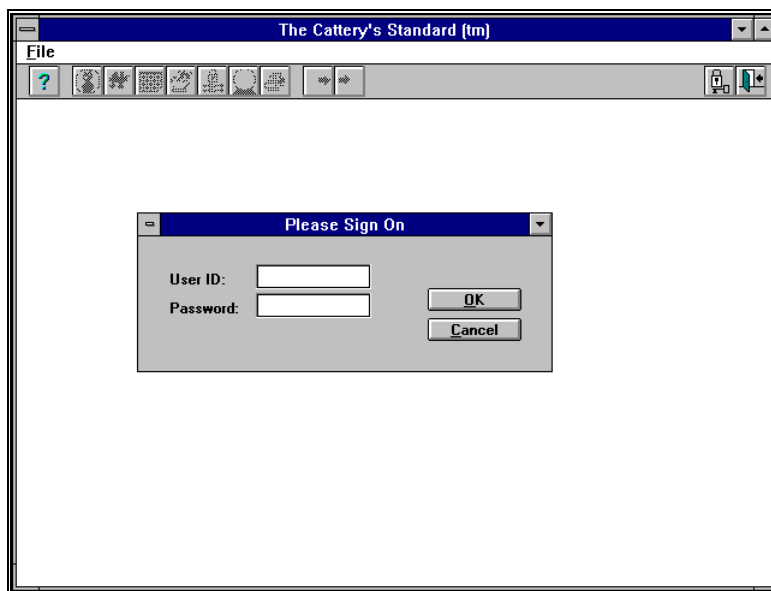 The Cattery's Standard (tm)
File
?
Please Sign On
User ID:
Password:
OK
Cancel